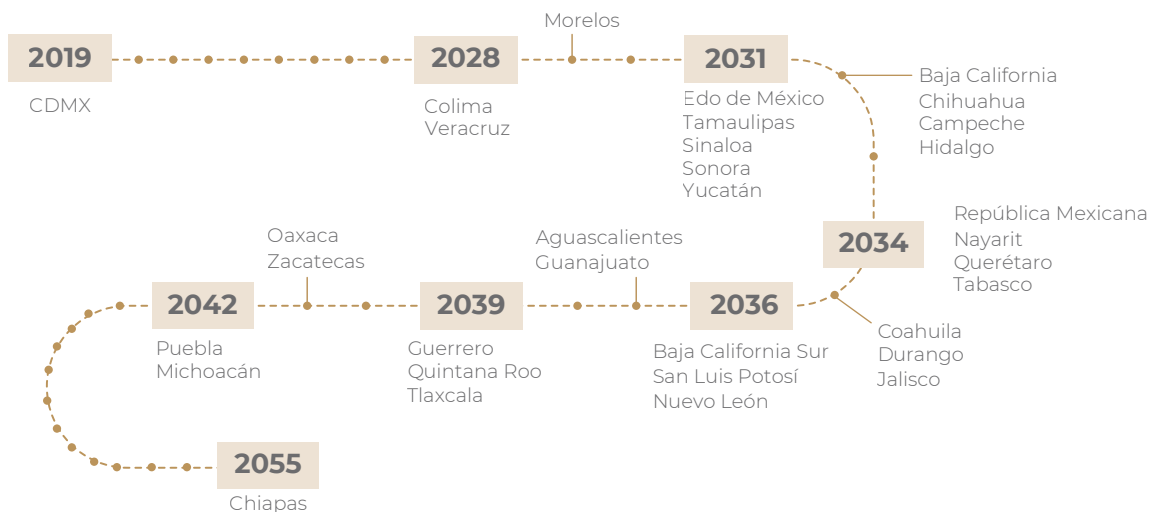 2019
CDMX
2028
Colima
Veracruz
Morelos
2031
Edo de México
Tamaulipas
Sinaloa
Sonora
Yucatán
Baja California
Chihuahua
Campeche
Hidalgo
2034
República Mexicana
Nayarit
Querétaro
Tabasco
Coahuila
Durango
Jalisco
2036
Baja California Sur
San Luis Potosí
Nuevo León
Aguascalientes
Guanajuato
2039
Guerrero
Quintana Roo
Tlaxcala
Oaxaca
Zacatecas
2042
Puebla
Michoacán
2055
Chiapas